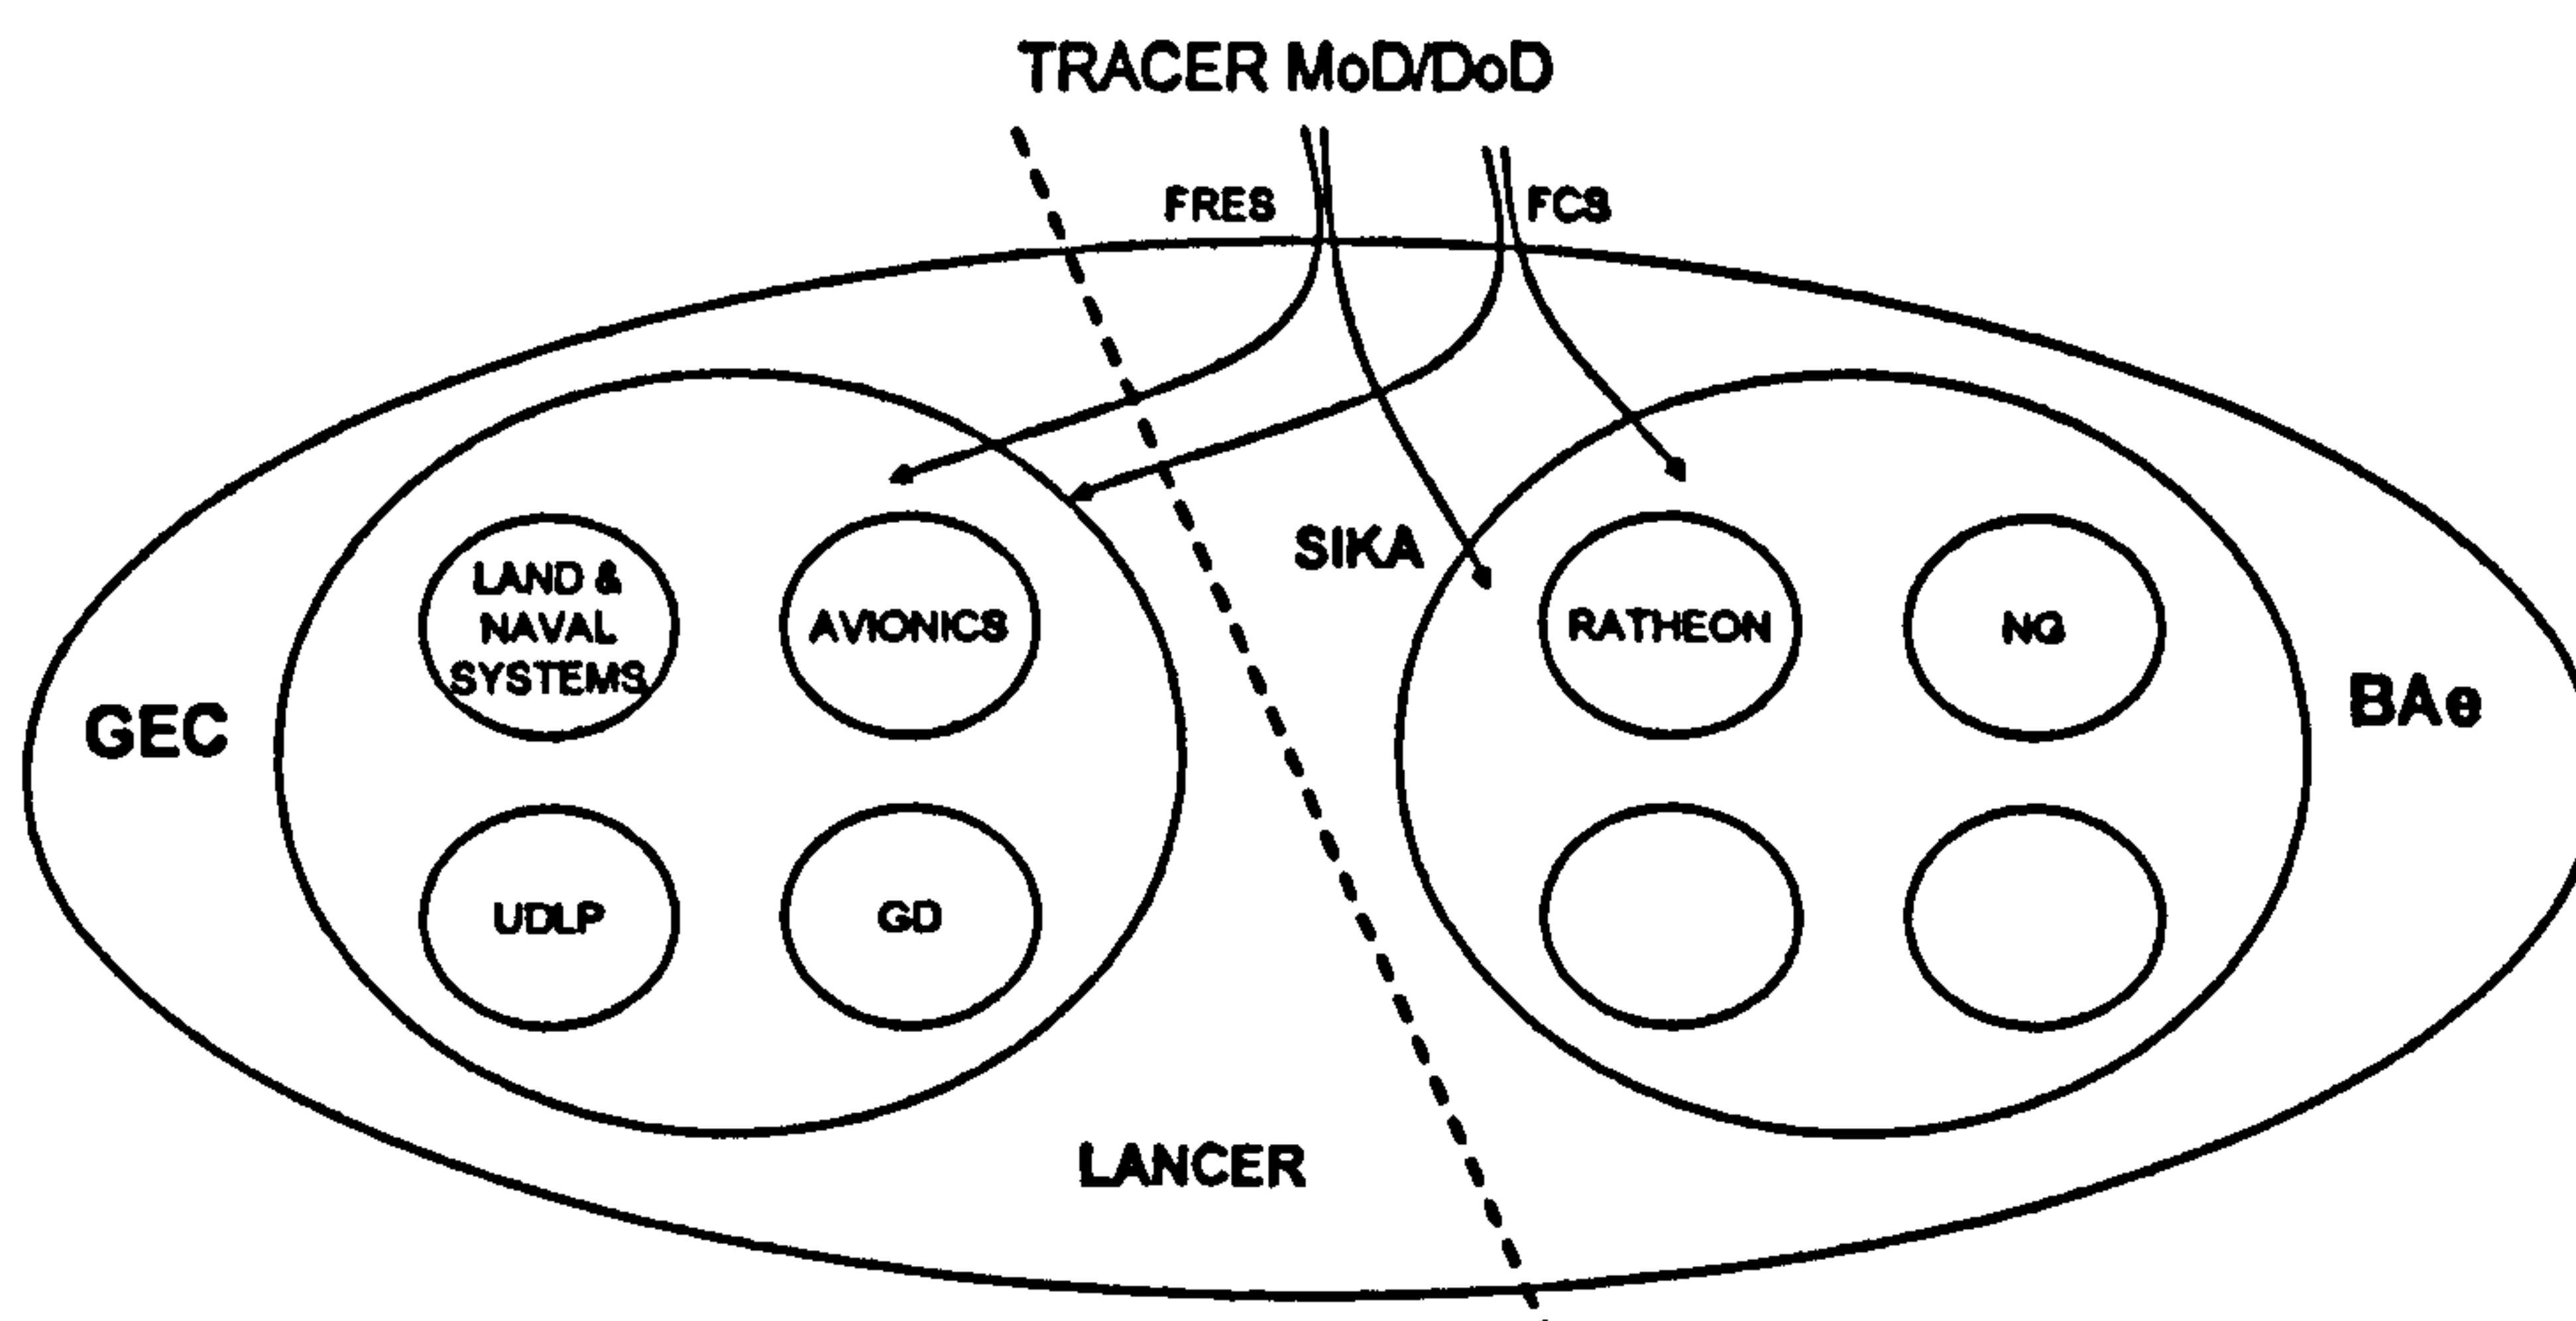 TRACER MoD/DoD
FRES
FCS
SIKA
LAND &
NAVAL
SYSTEMS
AVIONICS
RATHEON
NG
GEC
BAe
UDLP
GD
LANCER